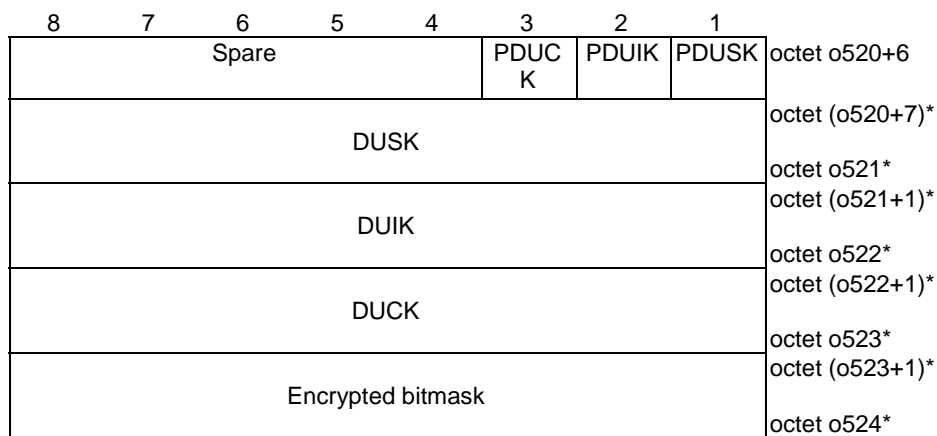 8 7 6 5 4 3 2 1
Spare PDUC PDUIK PDUSK octet o520+6
K
octet (o520+7)*
DUSK
octet o521*
octet (o521+1)*
DUIK
octet o522*
octet (o522+1)*
DUCK
octet o523*
octet (o523+1)*
Encrypted bitmask
octet o524*